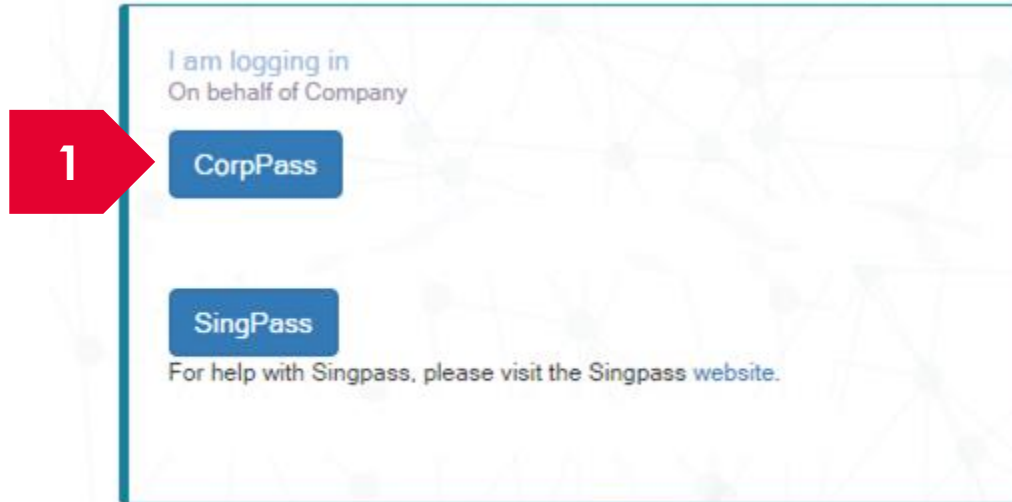 I am logging in
On behalf of Company
1
CorpPass
SingPass
For help with Singpass, please visit the Singpass website.